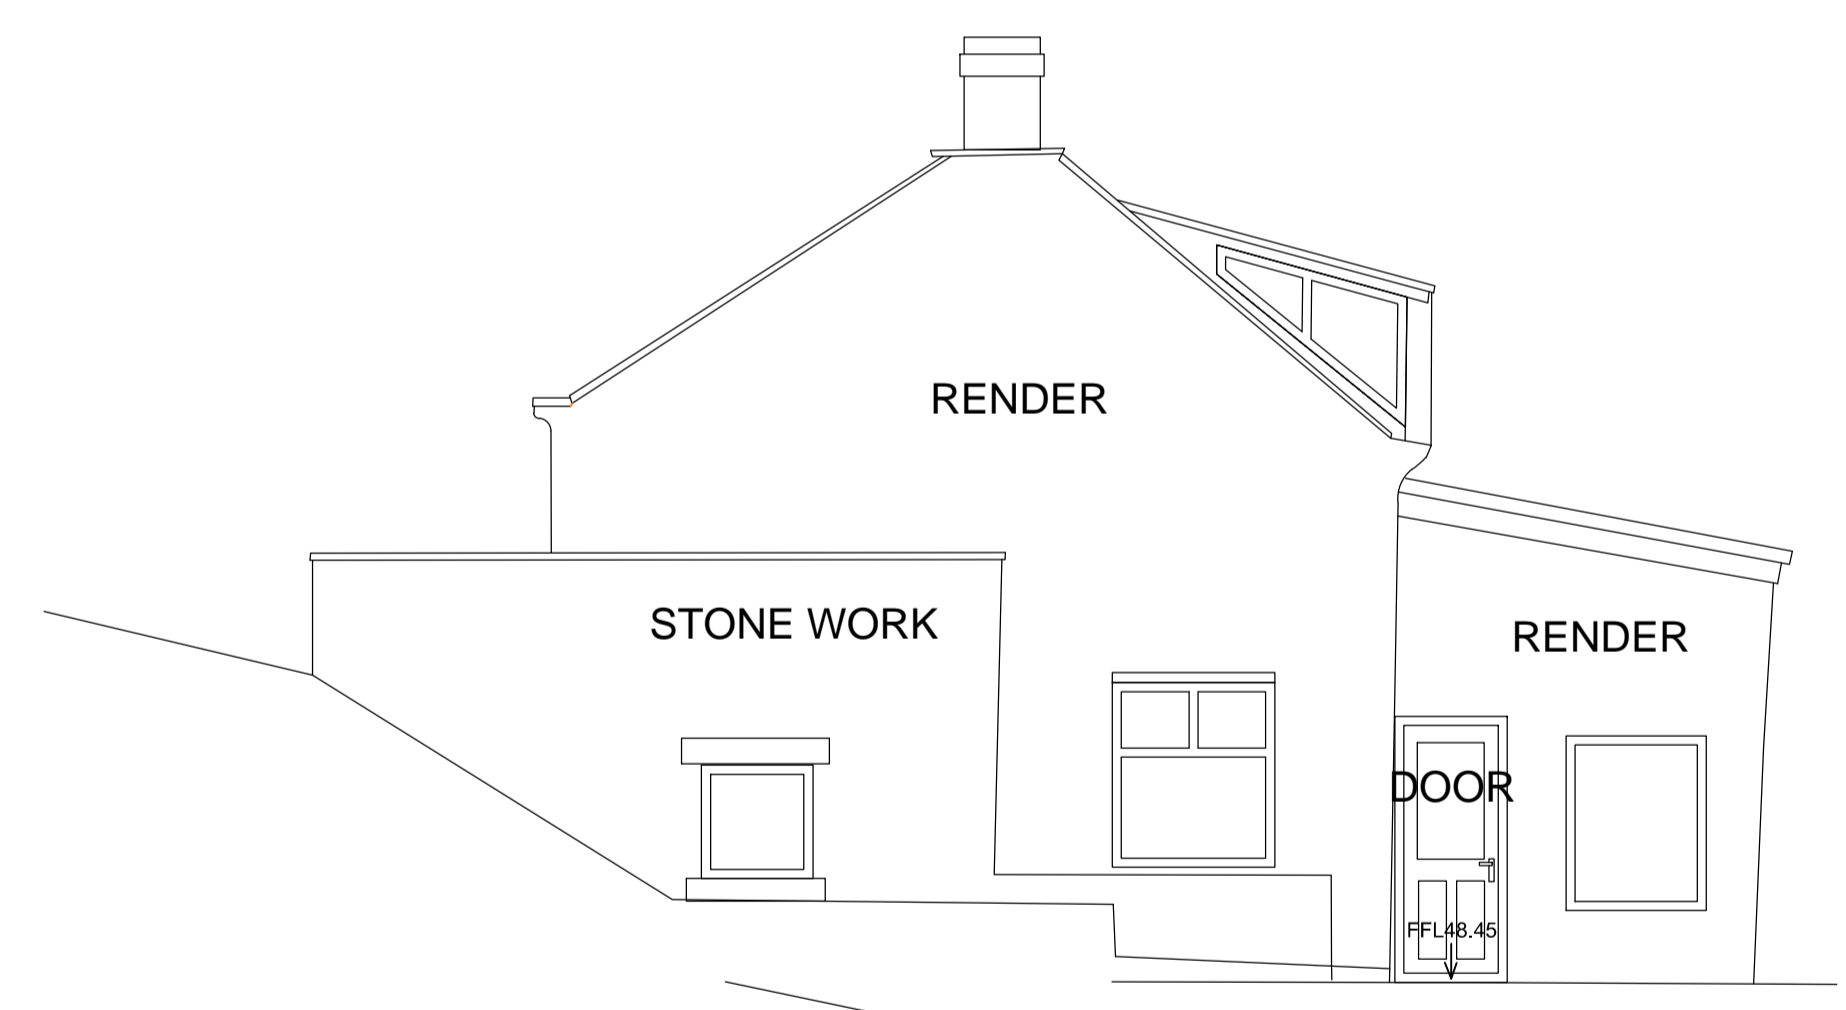 RENDER
STONE WORK
RENDER
DOOR
FFL48.45